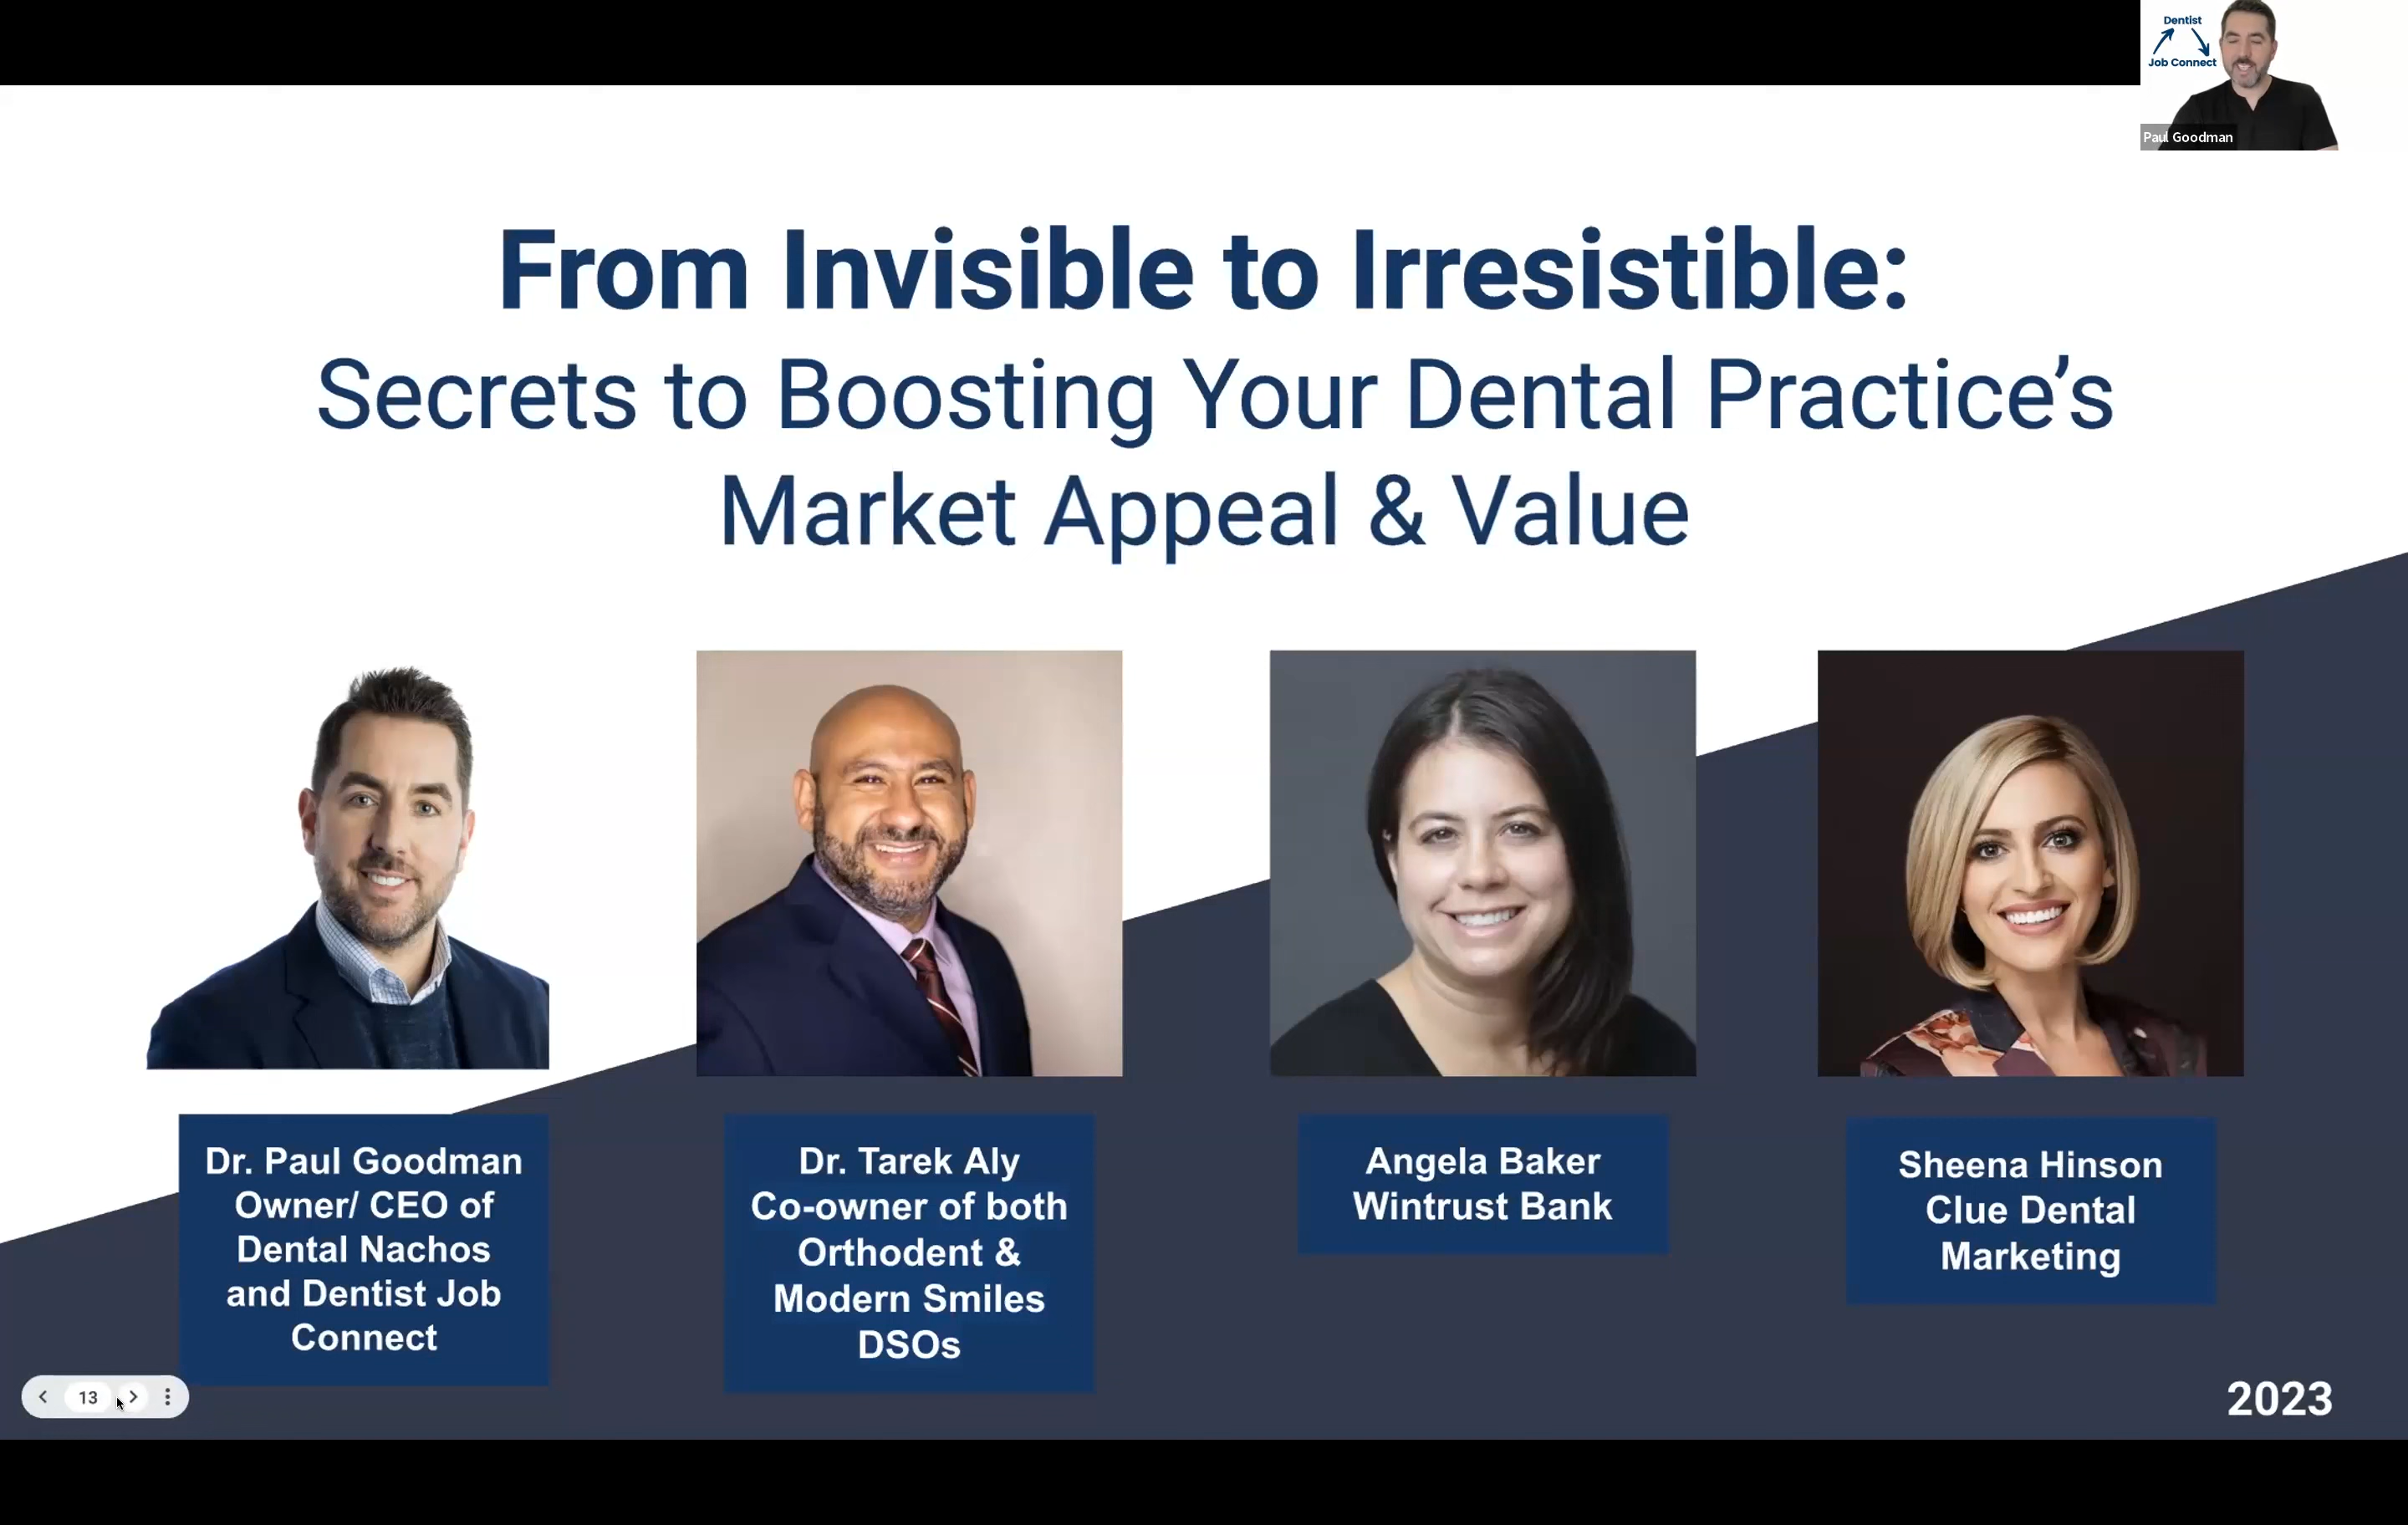 Dentist
Job Connect
Paul Goodman
From Invisible to Irresistible:
Secrets to Boosting Your Dental Practice’s
Market Appeal & Value
Dr. Paul Goodman
Owner/ CEO of
Dental Nachos
and Dentist Job
Connect
Dr. Tarek Aly
Co-owner of both
Orthodent &
Modern Smiles
DSOs
Angela Baker
Wintrust Bank
Sheena Hinson
Clue Dental
Marketing
13
2023